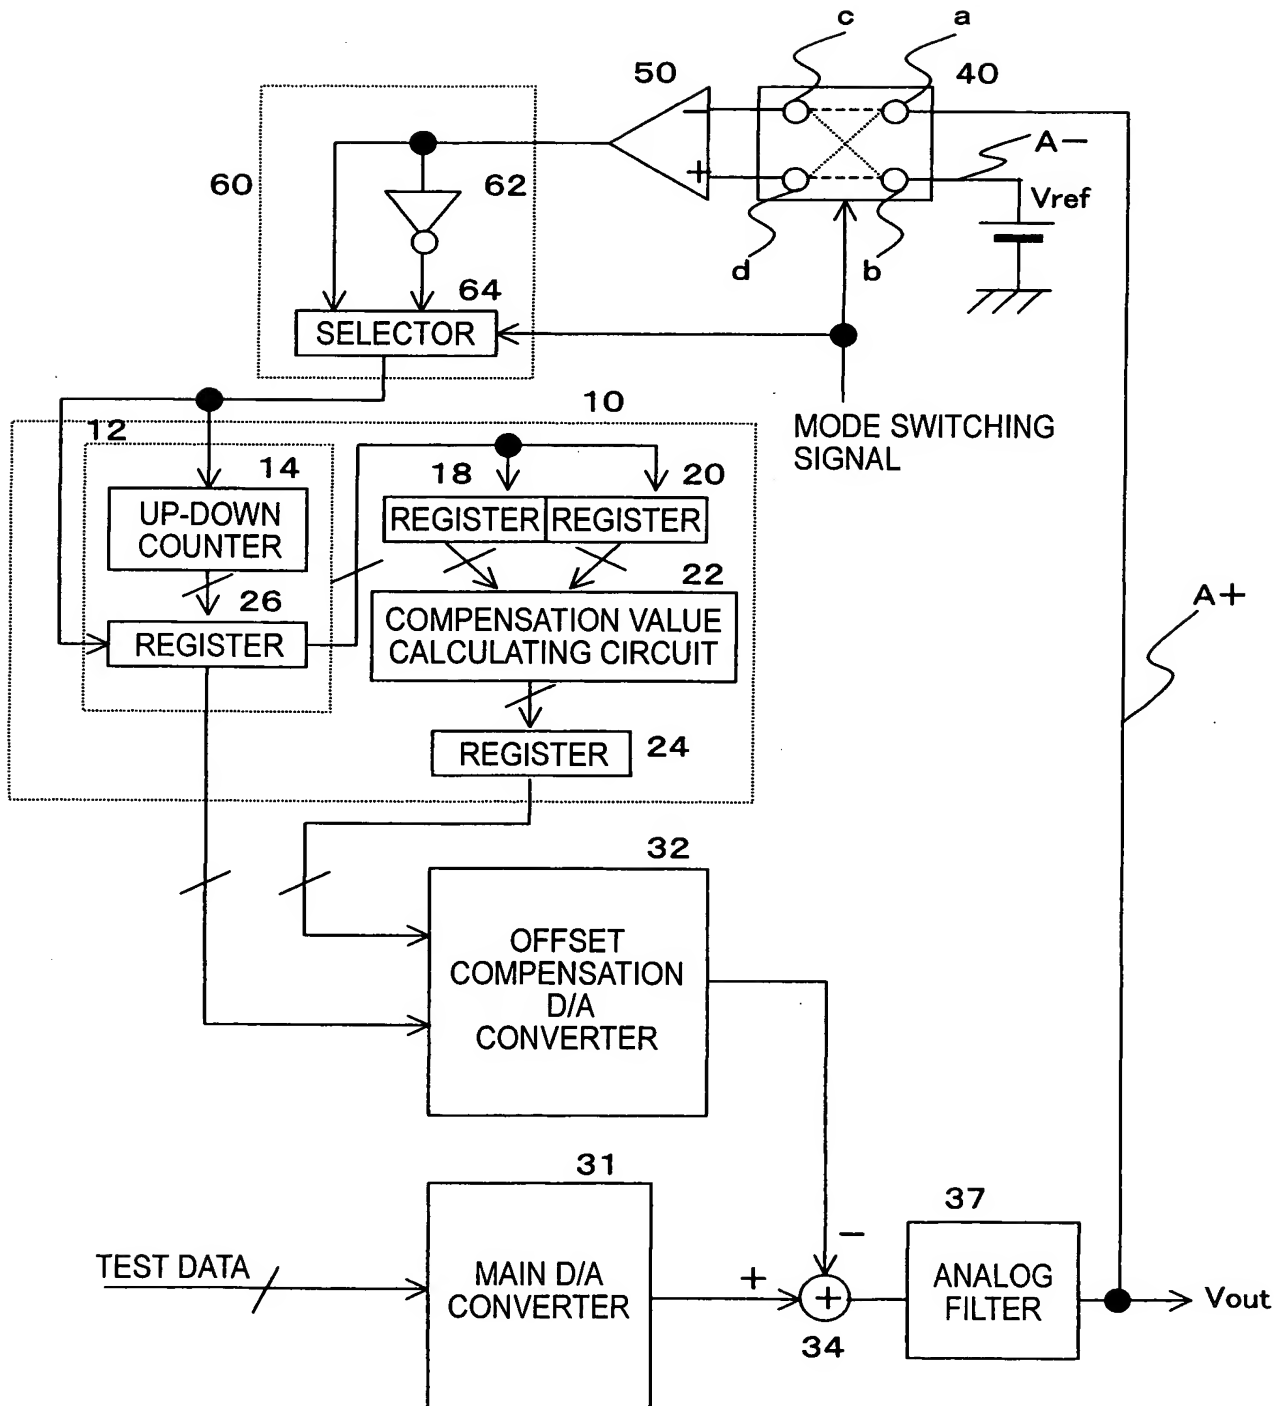 c
a
50
40
A−
60
62
Vref
−
+
d
b
64
SELECTOR
10
MODE SWITCHING
SIGNAL
12
14
18
20
UP-DOWN
COUNTER
REGISTER
REGISTER
26
22
REGISTER
COMPENSATION VALUE
CALCULATING CIRCUIT
A+
REGISTER
24
32
OFFSET
COMPENSATION
D/A
CONVERTER
31
37
TEST DATA
MAIN D/A
CONVERTER
+
−
+
34
ANALOG
FILTER
Vout